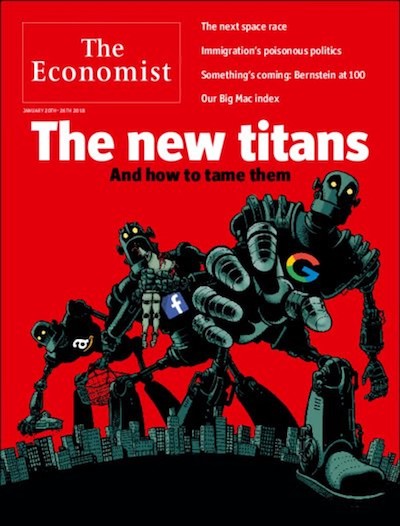 The
Economist
The next space race
Immigration's poisonous politics
Something's coming: Bernstein at 100
Our Big Mac index
JANUARY 20TH–26TH 2018
The new titans
And how to tame them
f
G
a